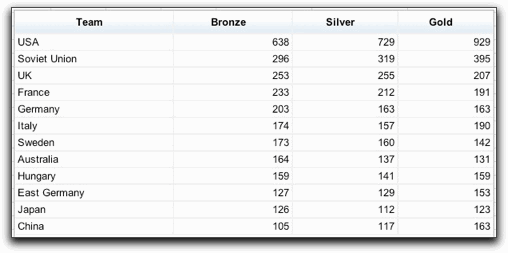 Team Bronze Silver Gold
USA 638 729 929
Soviet Union 296 319 395
UK 253 255 207
France 233 212 191
Germany 203 163 163
Italy 174 157 190
Sweden 173 160 142
Australia 164 137 131
Hungary 159 141 159
East Germany 127 129 153
Japan 126 112 123
China 105 117 163